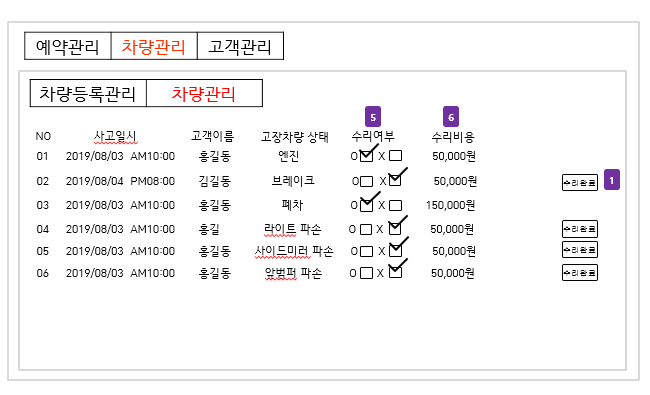 예약관리 차량관리 고객관리
차량등록관리 차량관리
5 6
NO 사고일시 고객이름 고장차량 상태 수리여부 수리비용
01 2019/08/03 AM10:00 홍길동 엔진 O X 50,000원
02 2019/08/04 PM08:00 김길동 브레이크 O X 50,000원 수리완료 1
03 2019/08/03 AM10:00 홍길동 폐차 O X 150,000원
04 2019/08/03 AM10:00 홍길 라이트 파손 O X 50,000원 수리완료
05 2019/08/03 AM10:00 홍길동 사이드미러 파손 O X 50,000원 수리완료
06 2019/08/03 AM10:00 홍길동 앞범퍼 파손 O X 50,000원 수리완료